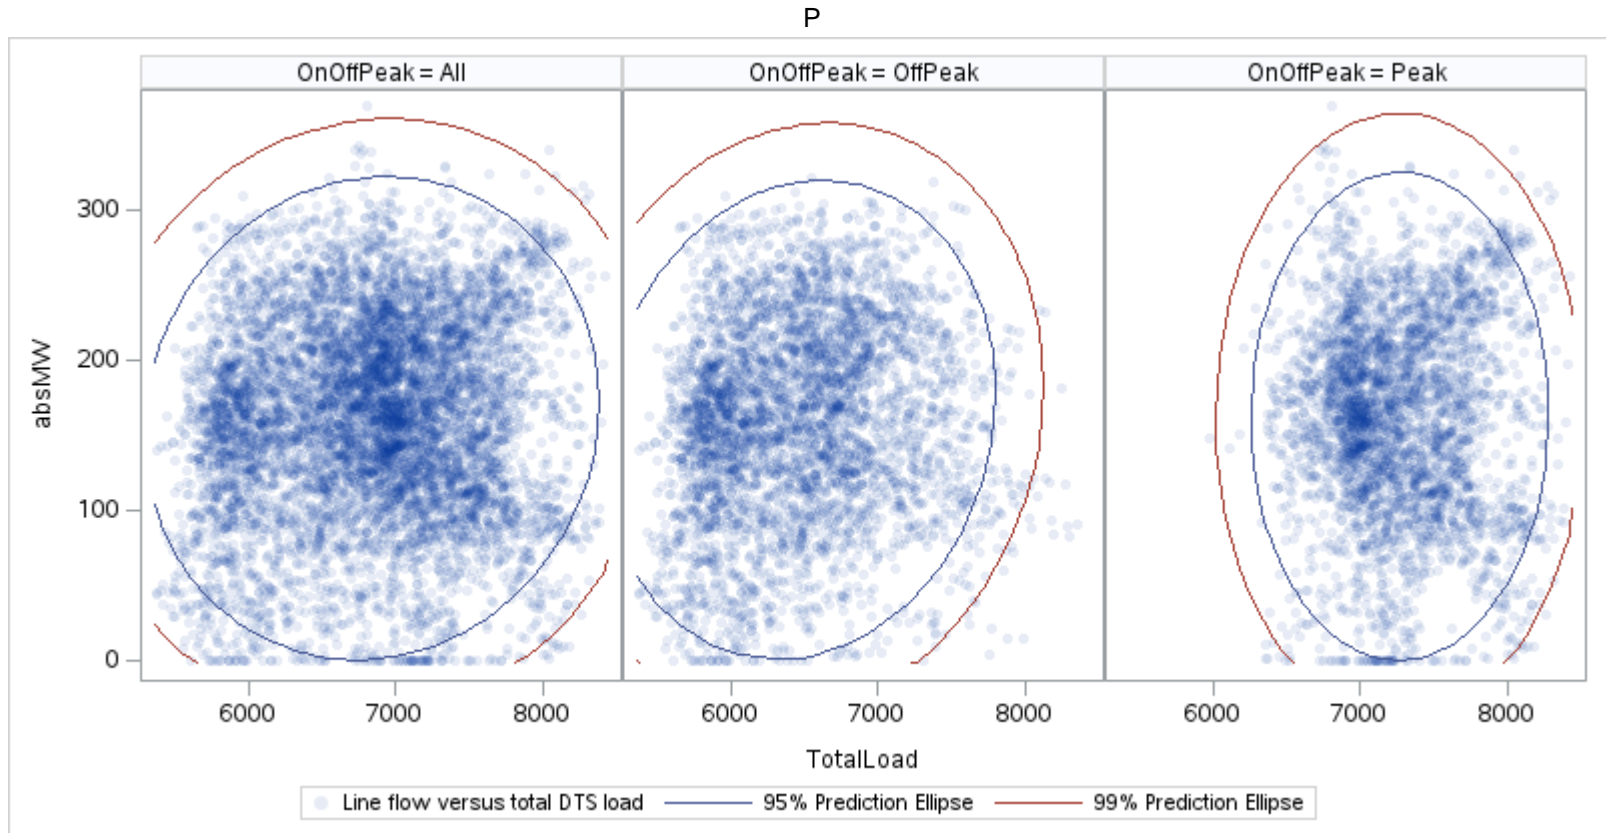 P
OnOffPeak = All
OnOffPeak = OffPeak
OnOffPeak = Peak
absMW
300
200
100
0
6000 7000 8000
6000 7000 8000
6000 7000 8000
TotalLoad
Line flow versus total DTS load
95% Prediction Ellipse
99% Prediction Ellipse